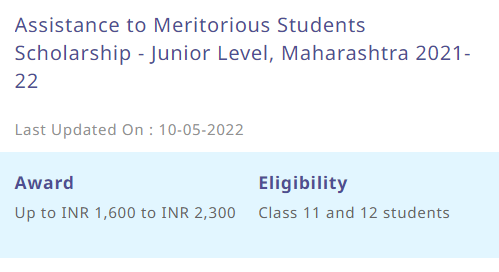 Assistance to Meritorious Students
Scholarship - Junior Level, Maharashtra 2021-
22
Last Updated On : 10-05-2022
Award
Up to INR 1,600 to INR 2,300
Eligibility
Class 11 and 12 students